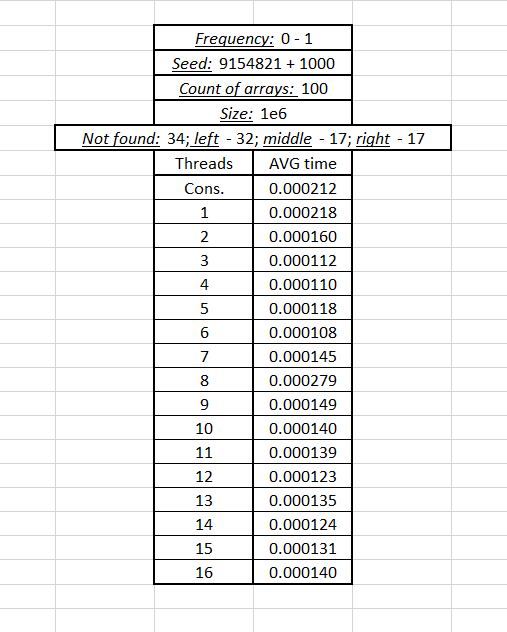 Frequency: 0 - 1
Seed: 9154821 + 1000
Count of arrays: 100
Size: 1e6
Not found: 34; left - 32; middle - 17; right - 17
Threads AVG time
Cons. 0.000212
1 0.000218
2 0.000160
3 0.000112
4 0.000110
5 0.000118
6 0.000108
7 0.000145
8 0.000279
9 0.000149
10 0.000140
11 0.000139
12 0.000123
13 0.000135
14 0.000124
15 0.000131
16 0.000140